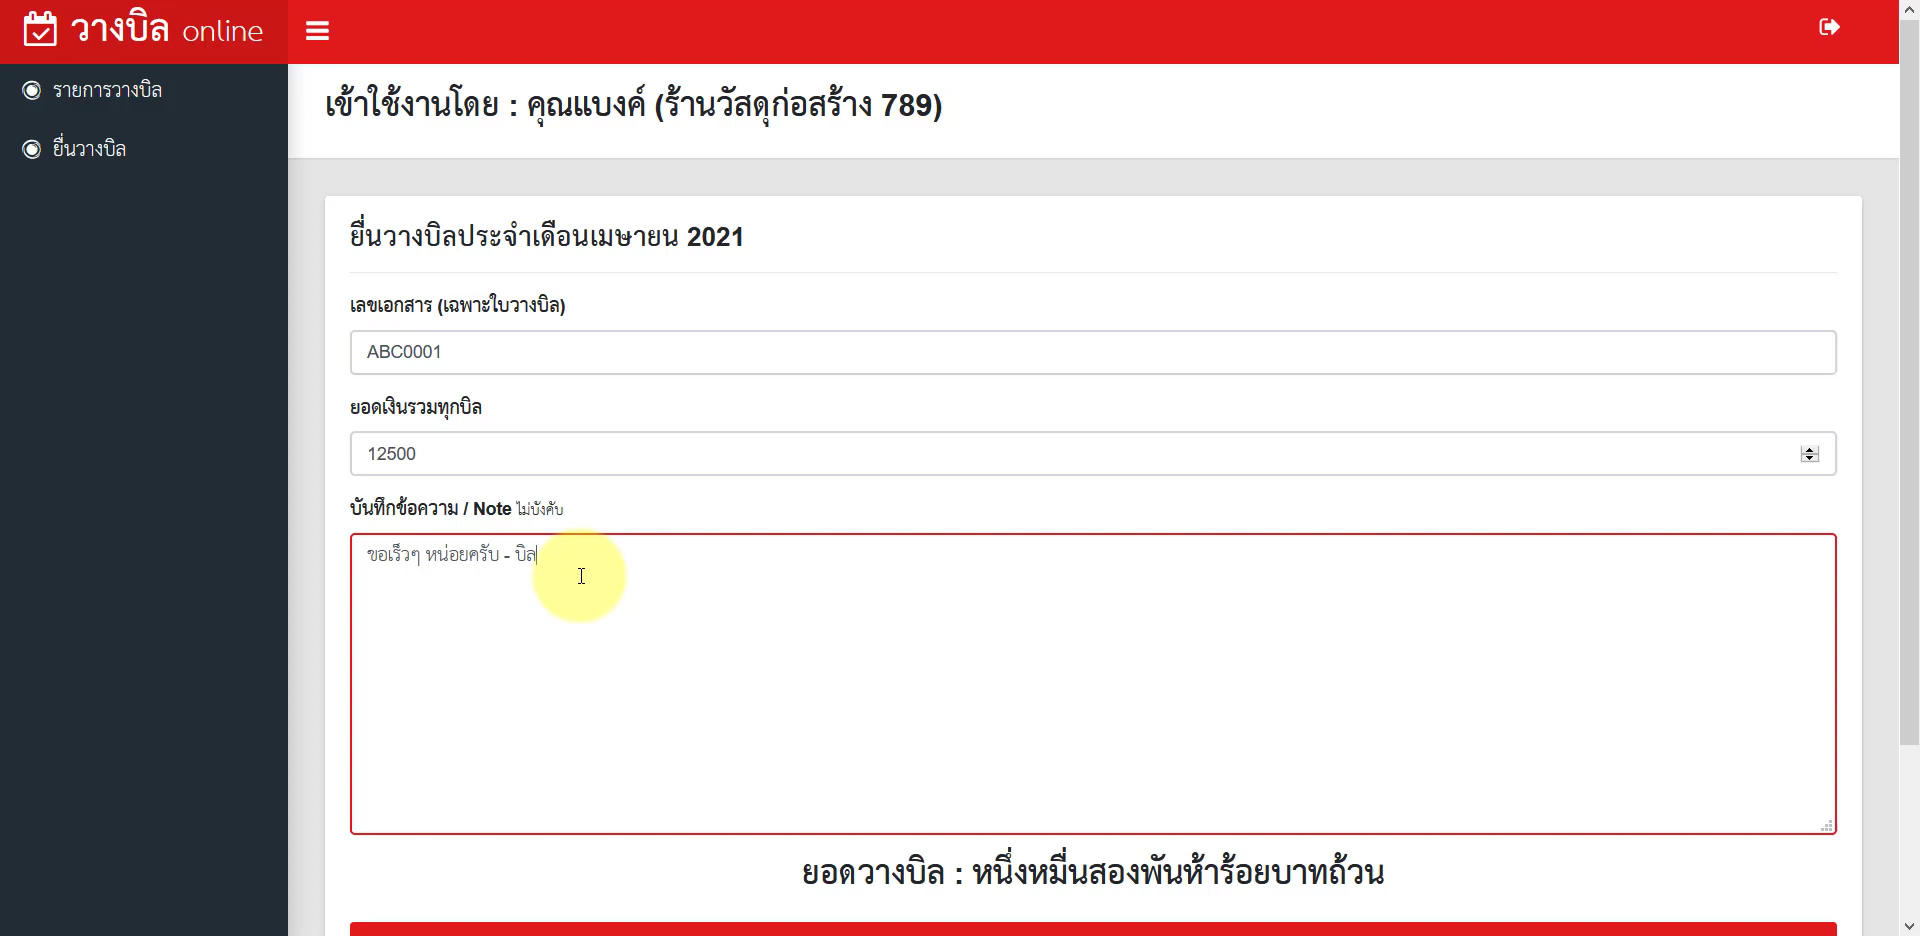 วางบิล online
รายการวางบิล
ยื่นวางบิล
เข้าใช้งานโดย : คุณแบงค์ (ร้านวัสดุก่อสร้าง 789)
ยื่นวางบิลประจำเดือนเมษายน 2021
เลขเอกสาร (เฉพาะใบวางบิล)
ABC0001
ยอดเงินรวมทุกบิล
12500
บันทึกข้อความ / Note ไม่บังคับ
ขอเร็วๆ หน่อยครับ - บิล
ยอดวางบิล : หนึ่งหมื่นสองพันห้าร้อยบาทถ้วน